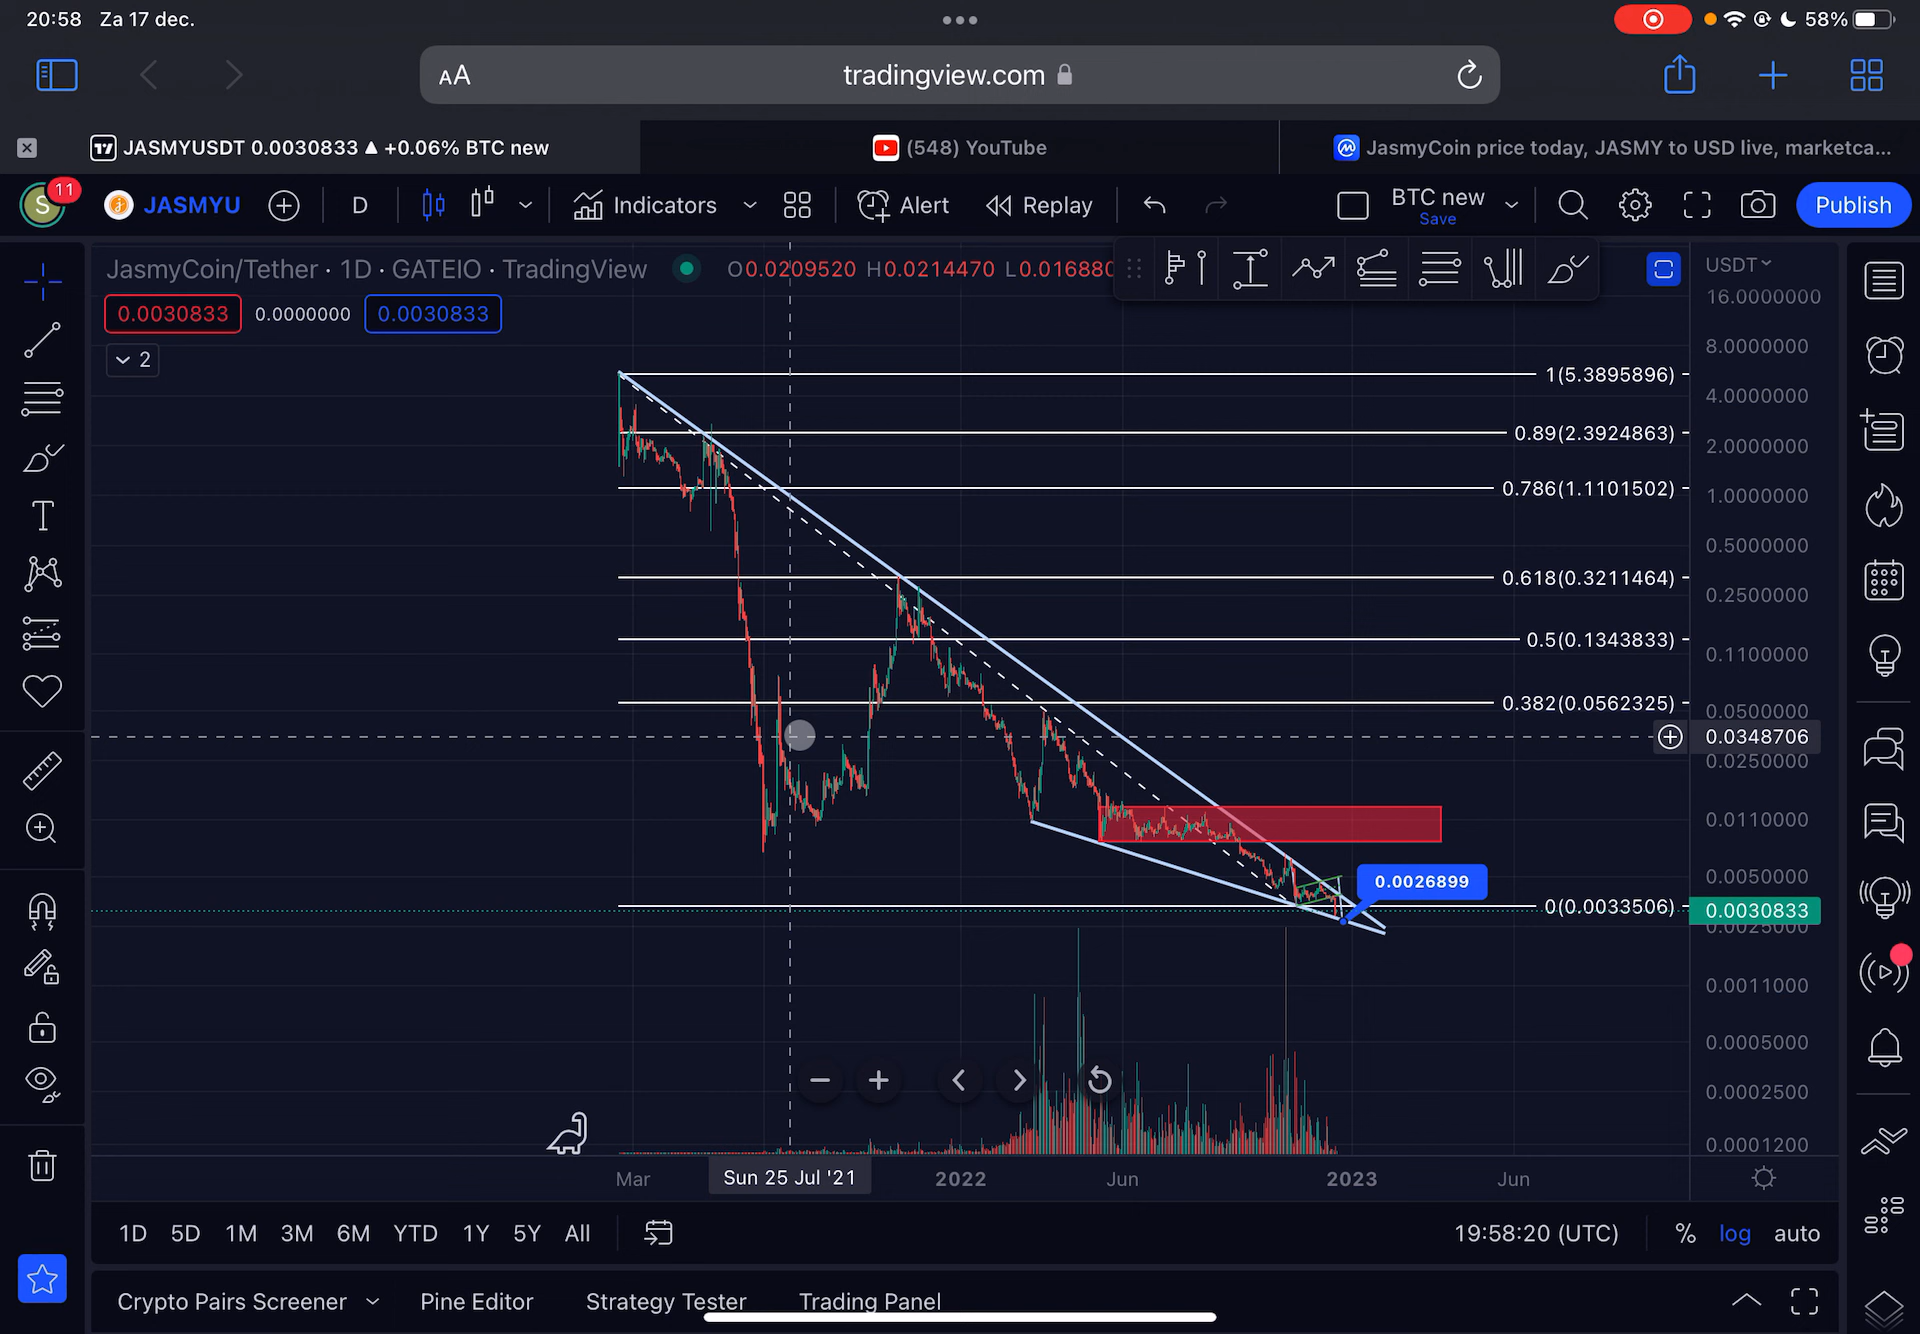 20:58 Za 17 dec.
58%
AA tradingview.com
JASMYUSDT 0.0030833 ▲ +0.06% BTC new
(548) YouTube
JasmyCoin price today, JASMY to USD live, marketca...
S 11 JASMYU D Indicators Alert Replay BTC new Save Publish
JasmyCoin/Tether · 1D · GATEIO · TradingView O0.0209520 H0.0214470 L0.016880
USDT
0.0030833 0.0000000 0.0030833
2
16.0000000
8.0000000
1(5.3895896)
4.0000000
0.89(2.3924863)
2.0000000
0.786(1.1101502)
1.0000000
0.5000000
0.618(0.3211464)
0.2500000
0.5(0.1343833)
0.1100000
0.382(0.0562325)
0.0500000
0.0348706
0.0250000
0.0110000
0.0050000
0.0026899
0(0.0033506)
0.0030833
0.0025000
0.0011000
0.0005000
0.0002500
0.0001200
Mar Sun 25 Jul '21 2022 Jun 2023 Jun
1D 5D 1M 3M 6M YTD 1Y 5Y All 19:58:20 (UTC) % log auto
Crypto Pairs Screener Pine Editor Strategy Tester Trading Panel